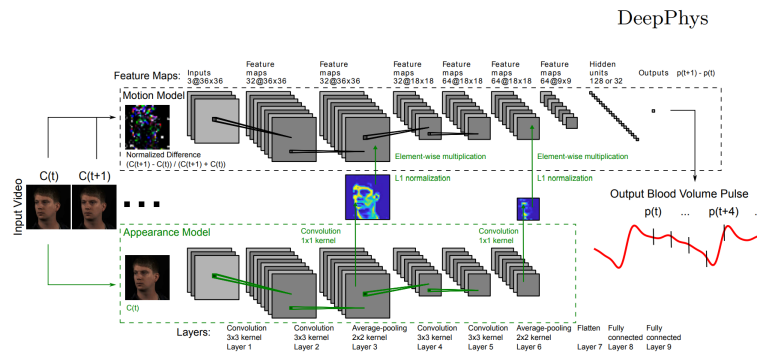 DeepPhys
Feature Maps:
Inputs
3@36x36
Feature
maps
32@36x36
Feature
maps
32@36x36
Feature
maps
32@18x18
Feature
maps
64@18x18
Feature
maps
64@18x18
Feature
maps
64@9x9
Hidden
units
128 or 32
Outputs
p(t+1) - p(t)
Motion Model
Normalized Difference
(C(t+1) - C(t)) / (C(t+1) + C(t))
Element-wise multiplication
L1 normalization
Element-wise multiplication
L1 normalization
Input Video
C(t)
C(t+1)
Output Blood Volume Pulse
p(t)
...
p(t+4)
Convolution
1x1 kernel
Convolution
1x1 kernel
Appearance Model
C(t)
Layers:
Convolution
3x3 kernel
Layer 1
Convolution
3x3 kernel
Layer 2
Average-pooling
2x2 kernel
Layer 3
Convolution
3x3 kernel
Layer 4
Convolution
3x3 kernel
Layer 5
Average-pooling
2x2 kernel
Layer 6
Flatten
Layer 7
Fully
connected
Layer 8
Fully
connected
Layer 9